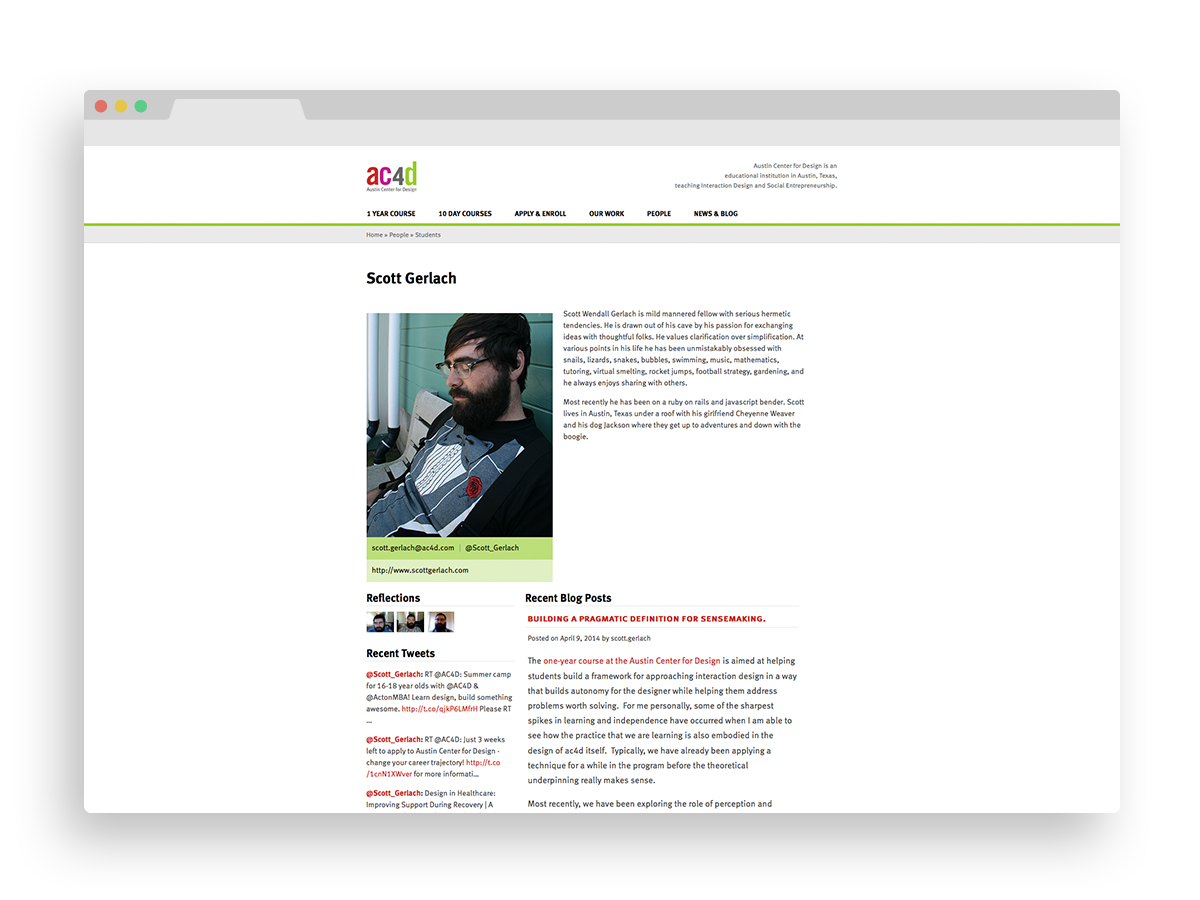 ac4d
Austin Center for Design
Austin Center for Design is an
educational institution in Austin, Texas,
teaching Interaction Design and Social Entrepreneurship.
1 YEAR COURSE 10 DAY COURSES APPLY & ENROLL OUR WORK PEOPLE NEWS & BLOG
Home » People » Students
Scott Gerlach
Scott Wendall Gerlach is mild mannered fellow with serious hermetic
tendencies. He is drawn out of his cave by his passion for exchanging
ideas with thoughtful folks. He values clarification over simplification. At
various points in his life he has been unmistakably obsessed with
snails, lizards, snakes, bubbles, swimming, music, mathematics,
tutoring, virtual smelting, rocket jumps, football strategy, gardening, and
he always enjoys sharing with others.
Most recently he has been on a ruby on rails and javascript bender. Scott
lives in Austin, Texas under a roof with his girlfriend Cheyenne Weaver
and his dog Jackson where they get up to adventures and down with the
boogie.
scott.gerlach@ac4d.com | @Scott_Gerlach
http://www.scottgerlach.com
Reflections
Recent Tweets
@Scott_Gerlach: RT @AC4D: Summer camp
for 16-18 year olds with @AC4D &
@ActonMBA! Learn design, build something
awesome. http://t.co/qjkP6LMfrH Please RT
...
@Scott_Gerlach: RT @AC4D: Just 3 weeks
left to apply to Austin Center for Design -
change your career trajectory! http://t.co
/1cnN1XWver for more informati...
@Scott_Gerlach: Design in Healthcare:
Improving Support During Recovery | A
Recent Blog Posts
BUILDING A PRAGMATIC DEFINITION FOR SENSEMAKING.
Posted on April 9, 2014 by scott.gerlach
The one-year course at the Austin Center for Design is aimed at helping
students build a framework for approaching interaction design in a way
that builds autonomy for the designer while helping them address
problems worth solving. For me personally, some of the sharpest
spikes in learning and independence have occurred when I am able to
see how the practice that we are learning is also embodied in the
design of ac4d itself. Typically, we have already been applying a
technique for a while in the program before the theoretical
underpinning really makes sense.
Most recently, we have been exploring the role of perception and